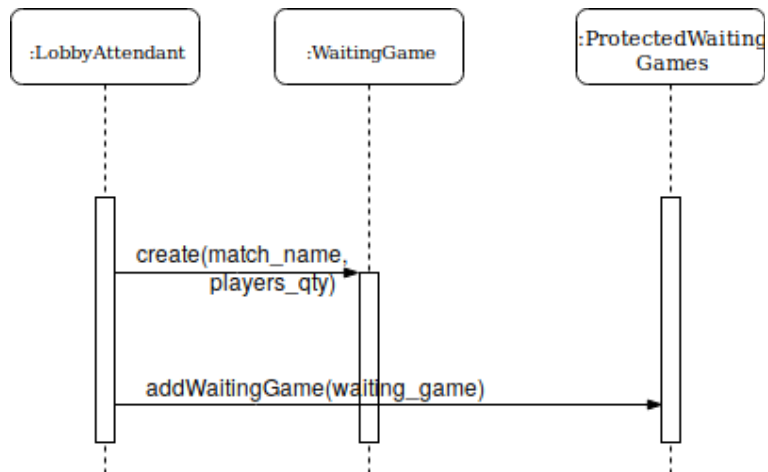 :LobbyAttendant
:WaitingGame
:ProtectedWaiting
Games
create(match_name,
players_qty)
addWaitingGame(waiting_game)